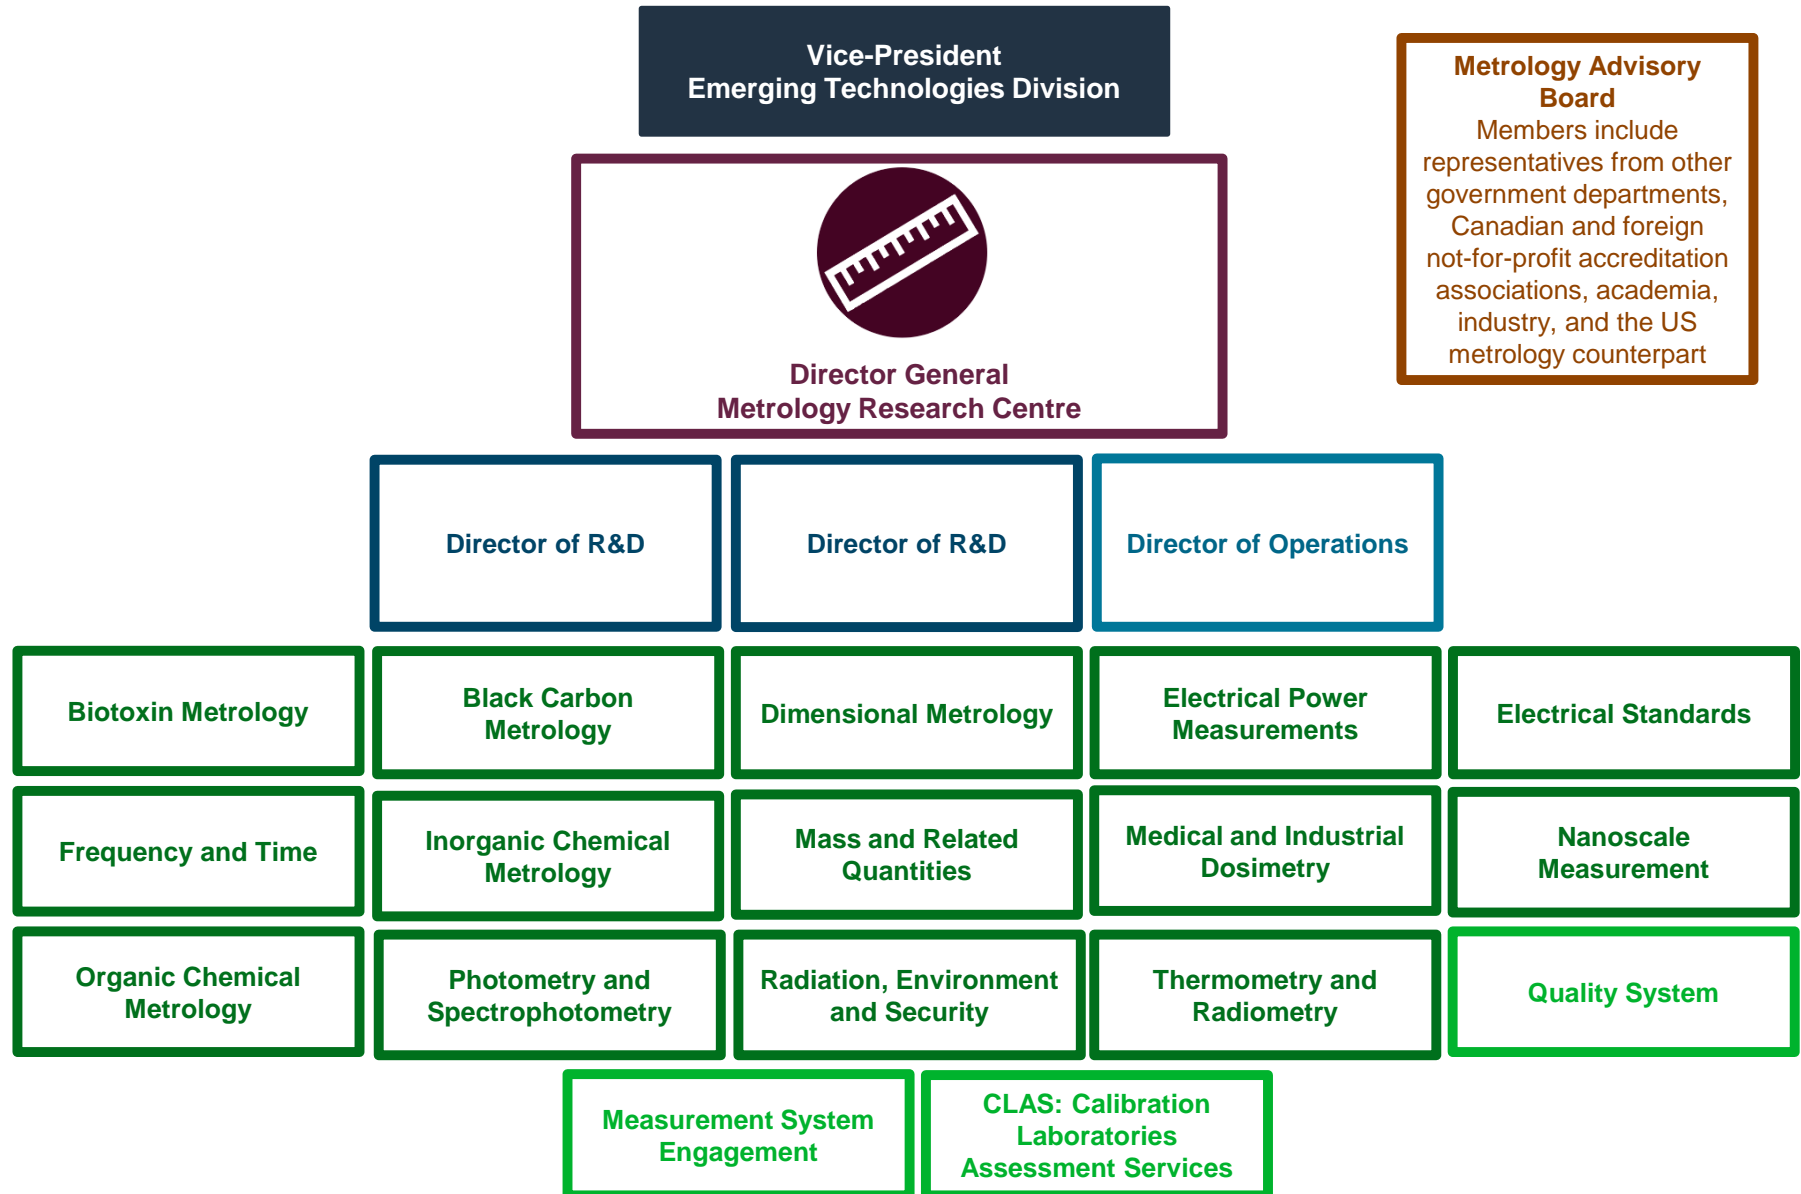 Vice-President
Emerging Technologies Division
Metrology Advisory
Board
Members include
representatives from other
government departments,
Canadian and foreign
not-for-profit accreditation
associations, academia,
industry, and the US
metrology counterpart
Director General
Metrology Research Centre
Director of R&D
Director of R&D
Director of Operations
Biotoxin Metrology
Black Carbon
Metrology
Dimensional Metrology
Electrical Power
Measurements
Electrical Standards
Frequency and Time
Inorganic Chemical
Metrology
Mass and Related
Quantities
Medical and Industrial
Dosimetry
Nanoscale
Measurement
Organic Chemical
Metrology
Photometry and
Spectrophotometry
Radiation, Environment
and Security
Thermometry and
Radiometry
Quality System
Measurement System
Engagement
CLAS: Calibration
Laboratories
Assessment Services